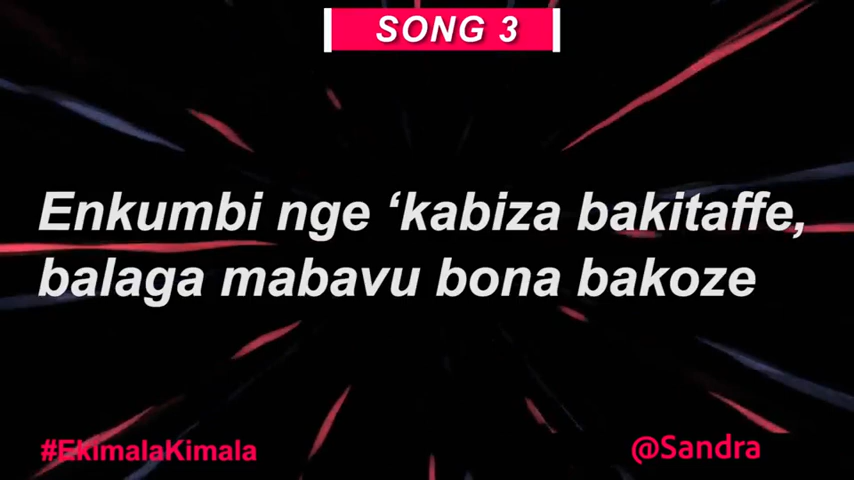 SONG 3
Enkumbi nge ‘kabiza bakitaffe,
balaga mabavu bona bakoze
#EkimalaKimala
@Sandra